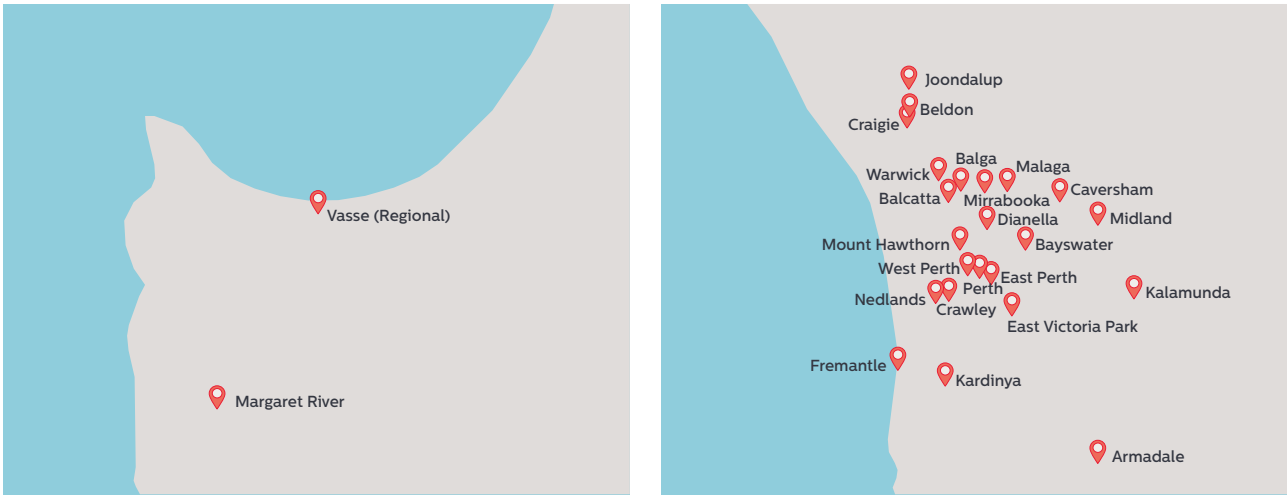 Vasse (Regional)
Margaret River
Joondalup
Beldon
Craigie
Balga
Malaga
Warwick
Caversham
Balcatta
Mirrabooka
Dianella
Midland
Mount Hawthorn
Bayswater
West Perth
East Perth
Perth
Kalamunda
Nedlands
Crawley
East Victoria Park
Fremantle
Kardinya
Armadale